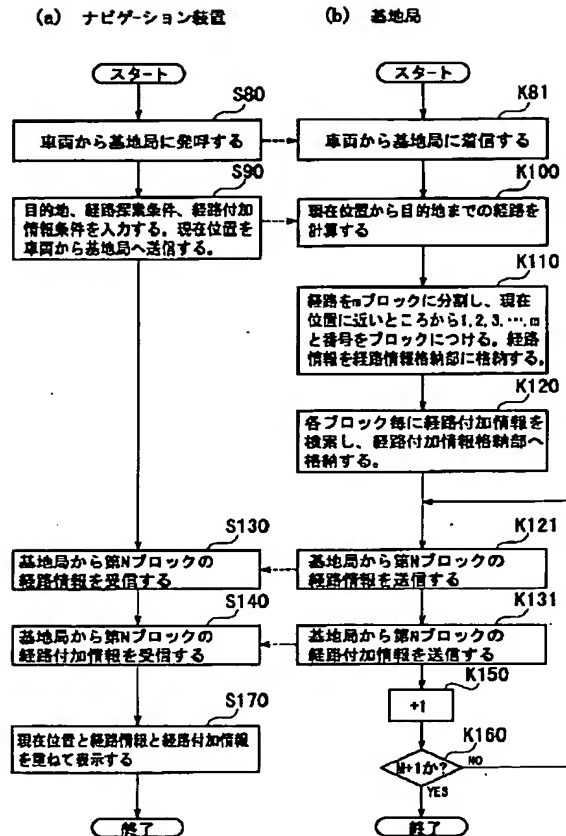 (a) ナビゲーション装置
(b) 基地局
スタート
S80
車両から基地局に発呼する
S90
目的地、経路探索条件、経路付加
情報条件を入力する。現在位置を
車両から基地局へ送信する。
S130
基地局から第Nブロックの
経路情報を受信する
S140
基地局から第Nブロックの
経路付加情報を受信する
S170
現在位置と経路情報と経路付加情報
を重ねて表示する
終了
スタート
K81
車両から基地局に着信する
K100
現在位置から目的地までの経路を
計算する
K110
経路をmブロックに分割し、現在
位置に近いところから1,2,3,…,m
と番号をブロックにつける。経路
情報を経路情報格納部に格納する。
K120
各ブロック毎に経路付加情報を
検索し、経路付加情報格納部へ
格納する。
K121
基地局から第Nブロックの
経路情報を送信する
K131
基地局から第Nブロックの
経路付加情報を送信する
K150
+1
K160
M+1か?
NO
YES
終了